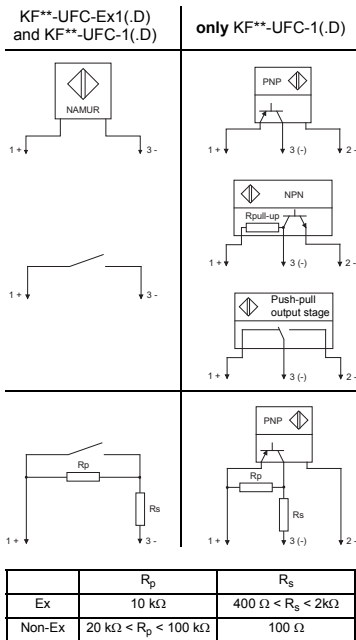 KF**-UFC-Ex1(.D)
and KF**-UFC-1(.D)
only KF**-UFC-1(.D)
NAMUR
1 +
3 -
PNP
1 +
3 (-)
2 -
NPN
Rpull-up
1 +
3 (-)
2 -
1 +
3 -
Push-pull
output stage
1 +
3 (-)
2 -
Rp
Rs
1 +
3 -
PNP
Rp
Rs
1 +
3 (-)
2 -
Rp Rs
Ex 10 kΩ 400 Ω < Rs < 2kΩ
Non-Ex 20 kΩ < Rp < 100 kΩ 100 Ω